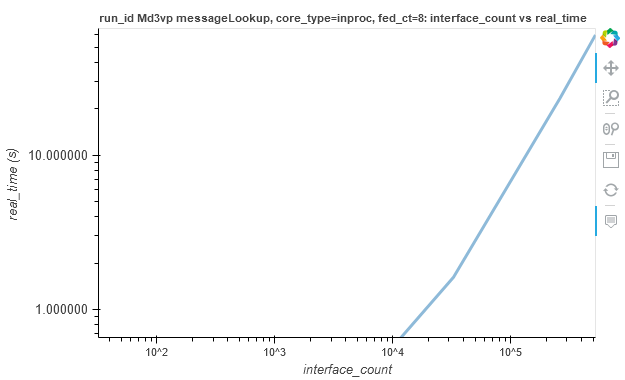 run_id Md3vp messageLookup, core_type=inproc, fed_ct=8: interface_count vs real_time
real_time (s)
10.000000
1.000000
10^2
10^3
10^4
10^5
interface_count